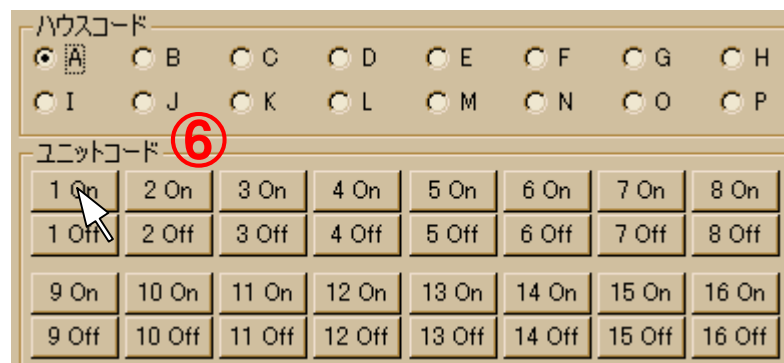 ハウスコード
A B C D E F G H
I J K L M N O P
⑥
ユニットコード
1 On 2 On 3 On 4 On 5 On 6 On 7 On 8 On
1 Off 2 Off 3 Off 4 Off 5 Off 6 Off 7 Off 8 Off
9 On 10 On 11 On 12 On 13 On 14 On 15 On 16 On
9 Off 10 Off 11 Off 12 Off 13 Off 14 Off 15 Off 16 Off